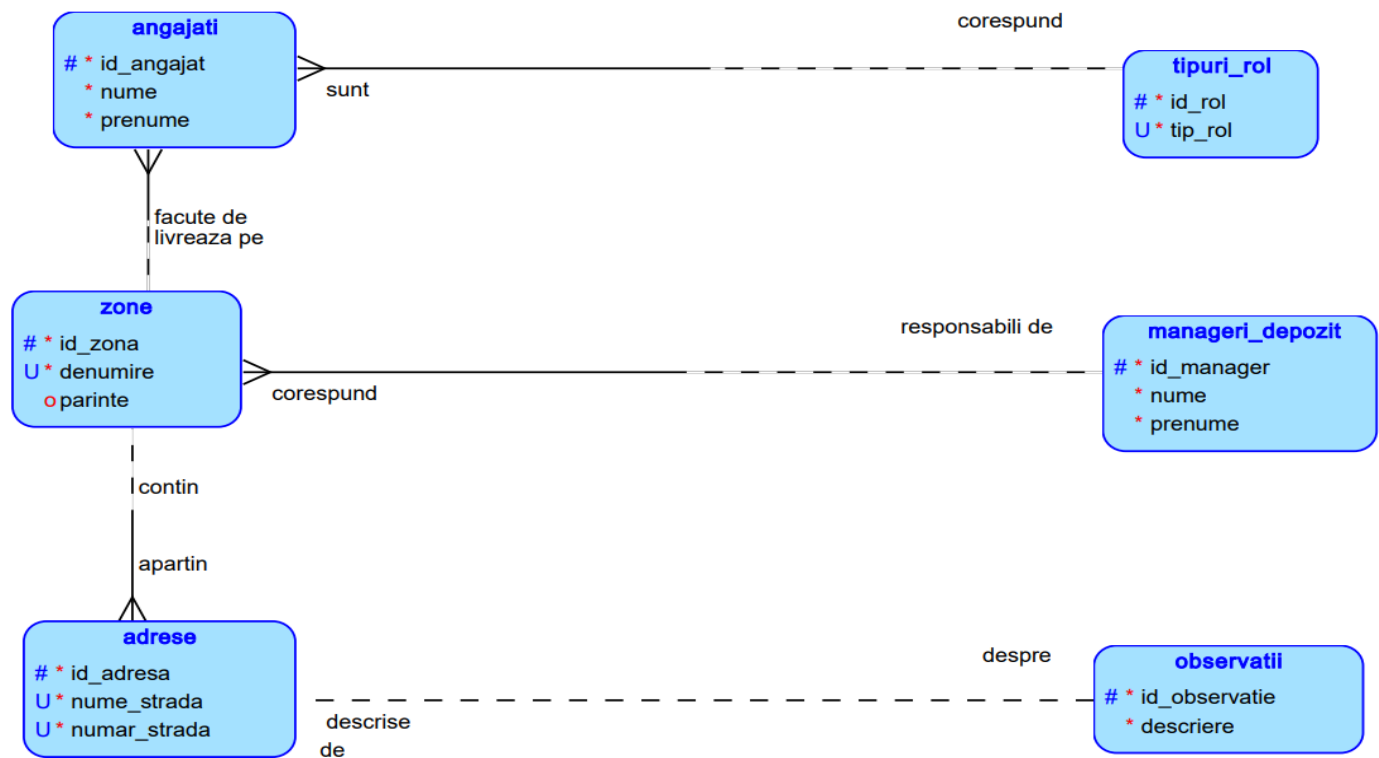 angajati
# * id_angajat
* nume
* prenume
corespund
sunt
tipuri_rol
# * id_rol
U * tip_rol
facute de
livreaza pe
zone
# * id_zona
U * denumire
o parinte
responsabili de
corespund
manageri_depozit
# * id_manager
* nume
* prenume
contin
apartin
adrese
# * id_adresa
U * nume_strada
U * numar_strada
despre
descrise
de
observatii
# * id_observatie
* descriere